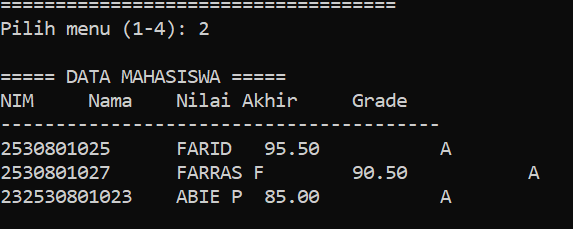 ====================================
Pilih menu (1-4): 2
===== DATA MAHASISWA =====
NIM     Nama    Nilai Akhir     Grade
----------------------------------------
2530801025      FARID   95.50           A
2530801027      FARRAS F        90.50           A
232530801023    ABIE P  85.00           A